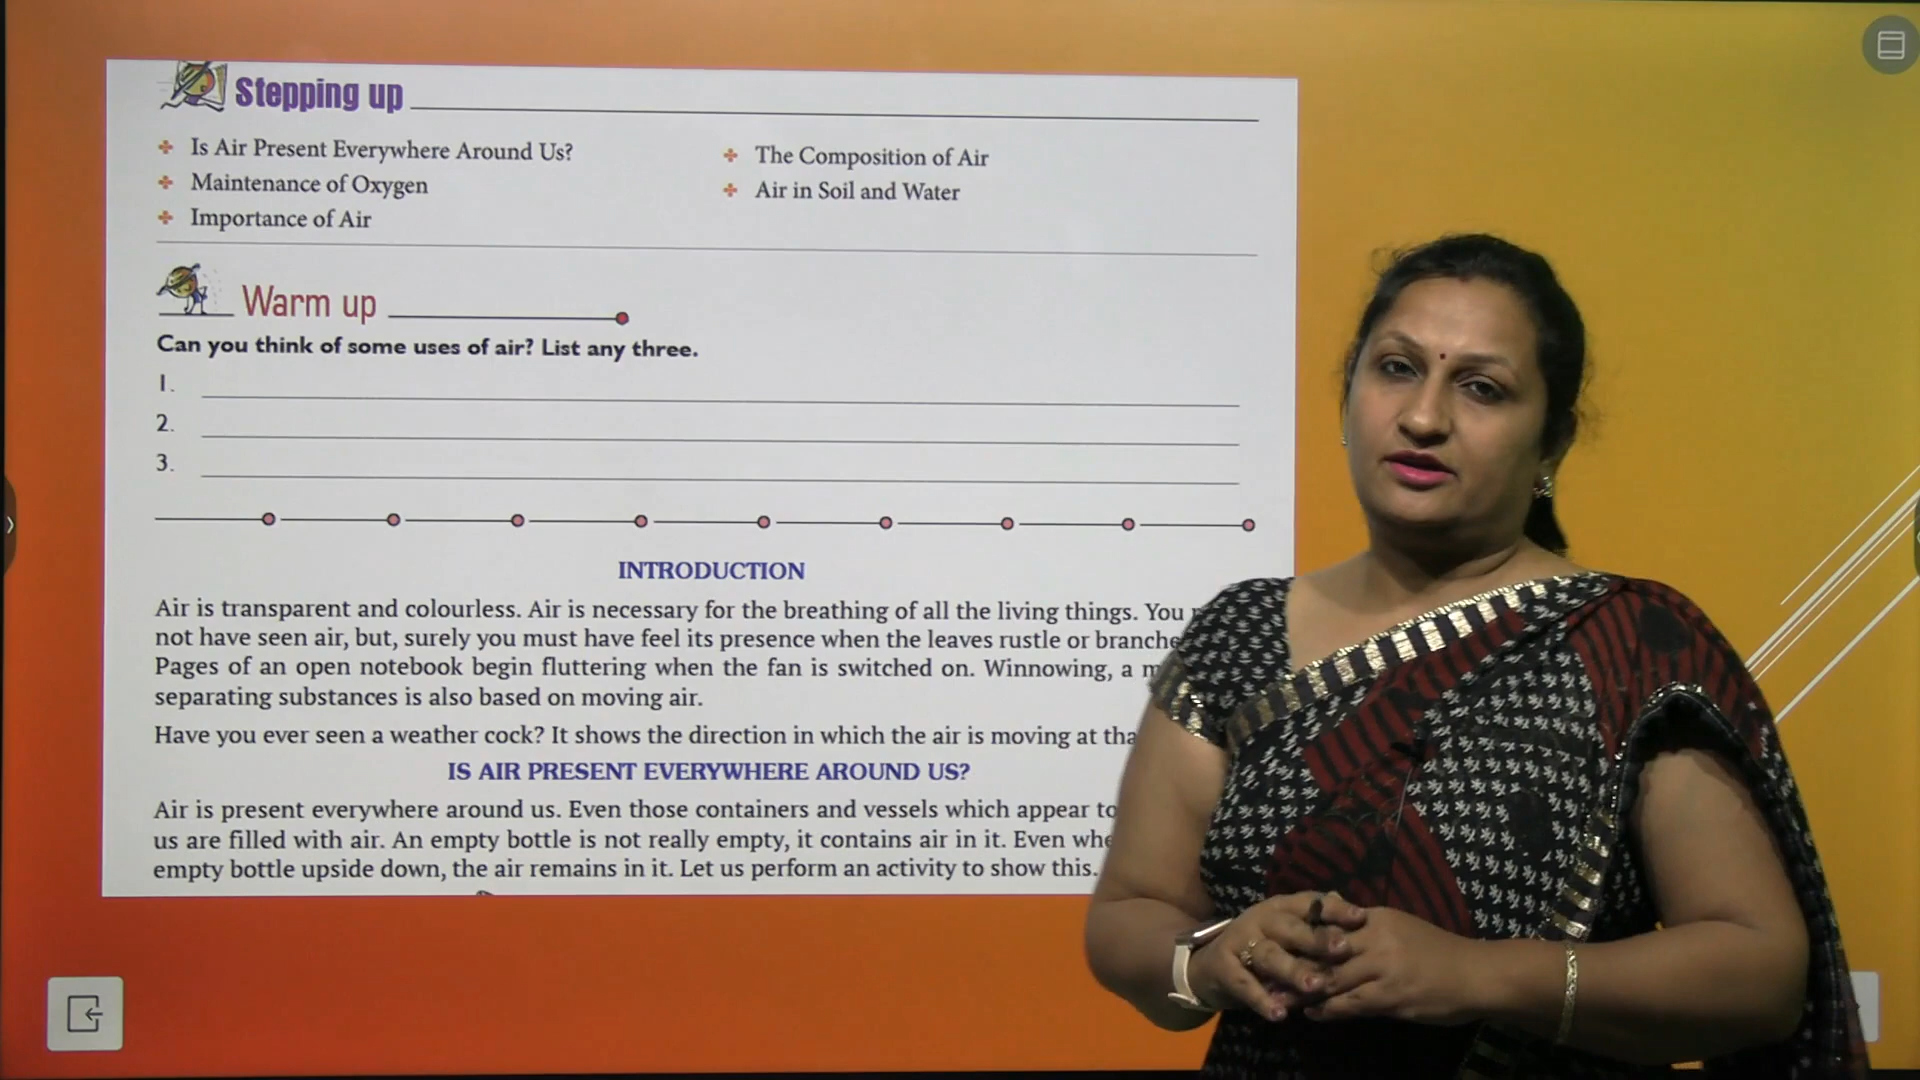 Stepping up
Is Air Present Everywhere Around Us?
The Composition of Air
Maintenance of Oxygen
Air in Soil and Water
Importance of Air
Warm up
Can you think of some uses of air? List any three.
1.
2.
3.
INTRODUCTION
Air is transparent and colourless. Air is necessary for the breathing of all the living things. You
not have seen air, but, surely you must have feel its presence when the leaves rustle or
Pages of an open notebook begin fluttering when the fan is switched on. Winnowing, a
separating substances is also based on moving air.
Have you ever seen a weather cock? It shows the direction in which the air is moving at
IS AIR PRESENT EVERYWHERE AROUND US?
Air is present everywhere around us. Even those containers and vessels which appear to
us are filled with air. An empty bottle is not really empty, it contains air in it. Even
empty bottle upside down, the air remains in it. Let us perform an activity to show this.